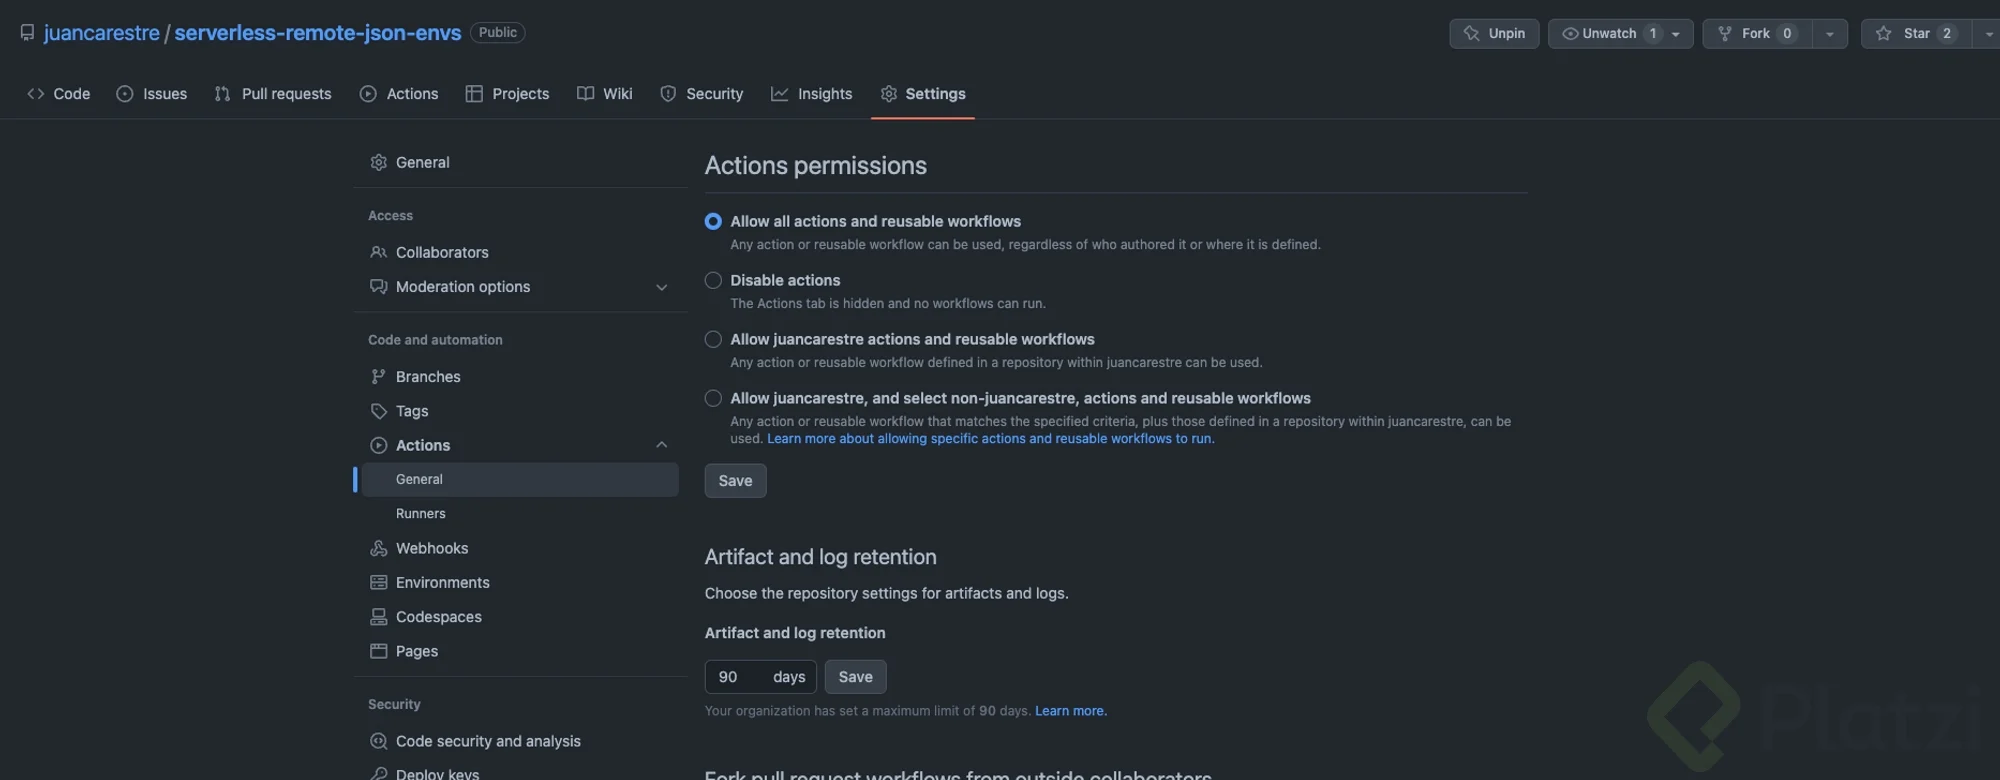 juancarestre / serverless-remote-json-envs Public
Unpin Unwatch 1 Fork 0 Star 2
Code Issues Pull requests Actions Projects Wiki Security Insights Settings
General
Access
Collaborators
Moderation options
Code and automation
Branches
Tags
Actions
General
Runners
Webhooks
Environments
Codespaces
Pages
Security
Code security and analysis
Deploy keys
Actions permissions
Allow all actions and reusable workflows
Any action or reusable workflow can be used, regardless of who authored it or where it is defined.
Disable actions
The Actions tab is hidden and no workflows can run.
Allow juancarestre actions and reusable workflows
Any action or reusable workflow defined in a repository within juancarestre can be used.
Allow juancarestre, and select non-juancarestre, actions and reusable workflows
Any action or reusable workflow that matches the specified criteria, plus those defined in a repository within juancarestre, can be
used. Learn more about allowing specific actions and reusable workflows to run.
Save
Artifact and log retention
Choose the repository settings for artifacts and logs.
Artifact and log retention
90 days Save
Your organization has set a maximum limit of 90 days. Learn more.
Fork pull request workflows from outside collaborators
Platzi